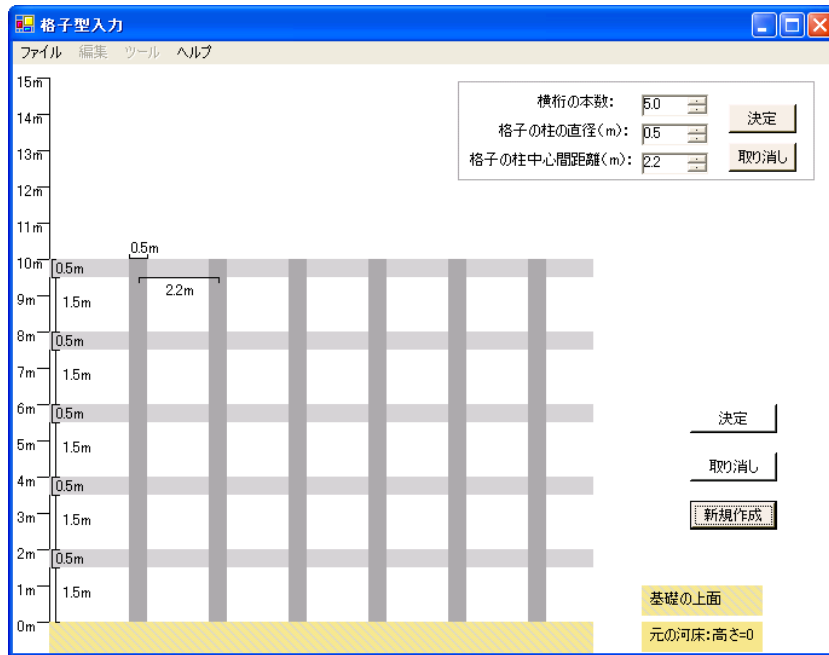 格子型入力
ファイル 編集 ツール ヘルプ
横桁の本数: 5.0
格子の柱の直径(m): 0.5
格子の柱中心間距離(m): 2.2
決定
取り消し
15m
14m
13m
12m
11m
10m
9m
8m
7m
6m
5m
4m
3m
2m
1m
0m
0.5m
2.2m
0.5m
1.5m
0.5m
1.5m
0.5m
1.5m
0.5m
1.5m
0.5m
1.5m
決定
取り消し
新規作成
基礎の上面
元の河床:高さ=0